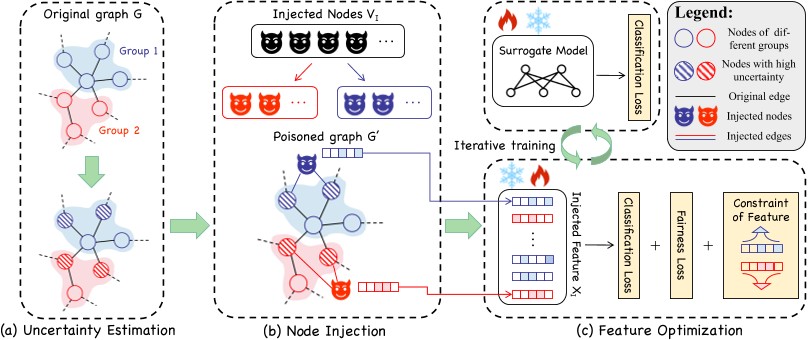 Original graph G
Group 1
Group 2
(a) Uncertainty Estimation
Injected Nodes V_I
...
...
...
Poisoned graph G'
(b) Node Injection
Surrogate Model
Classification Loss
Iterative training
Injected Feature X_I
Classification Loss
+
Fairness Loss
+
Constraint
of Feature
(c) Feature Optimization
Legend:
Nodes of dif-
ferent groups
Nodes with high
uncertainty
Original edge
Injected nodes
Injected edges